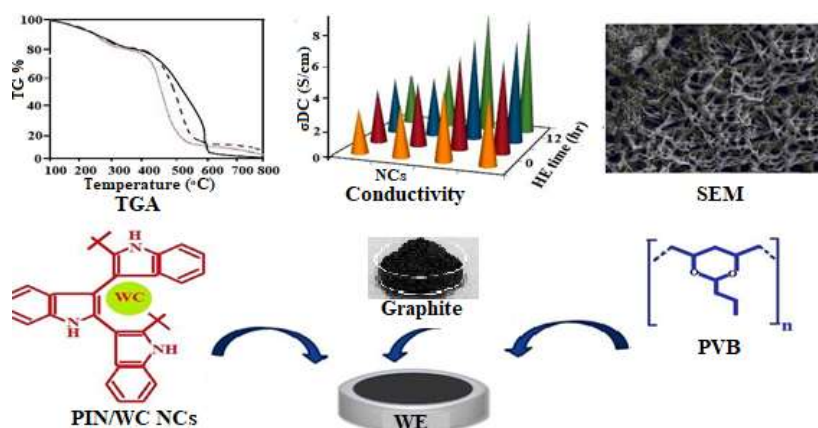 100
80
60
40
20
0
TG %
100 200 300 400 500 600 700 800
Temperature (°C)
TGA
8
6
4
2
0
σDC (S/cm)
NCs
0
12
HE time (hr)
Conductivity
SEM
H
N
WC
N
H
NH
PIN/WC NCs
Graphite
WE
O O
n
PVB